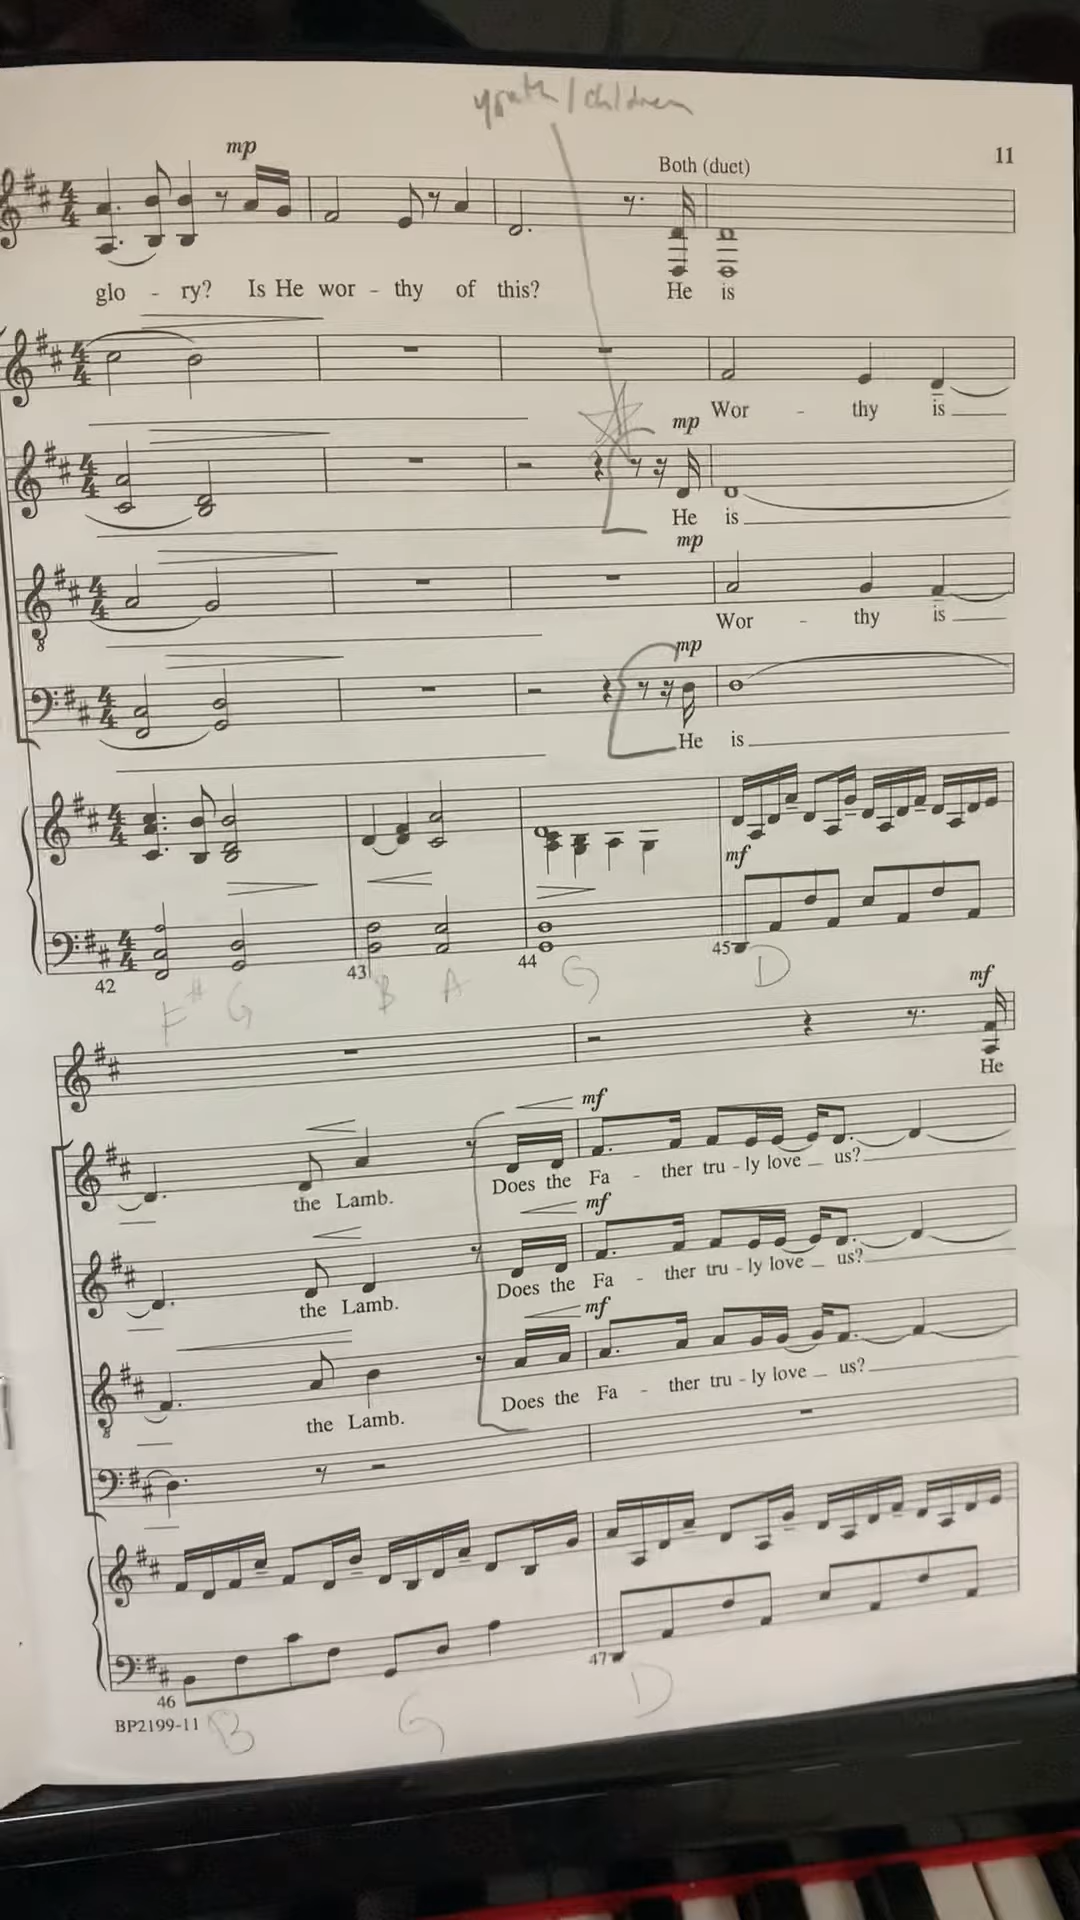 youth/children
11
mp
Both (duet)
glo - ry? Is He wor - thy of this? He is
Wor - thy is
mp
He is
mp
Wor - thy is
mp
He is
mf
42 43 44 45
F# G B A G D
mf
He
mf
the Lamb. Does the Fa - ther tru - ly love us?
mf
the Lamb. Does the Fa - ther tru - ly love us?
mf
the Lamb. Does the Fa - ther tru - ly love us?
46 47
BP2199-11
B G D